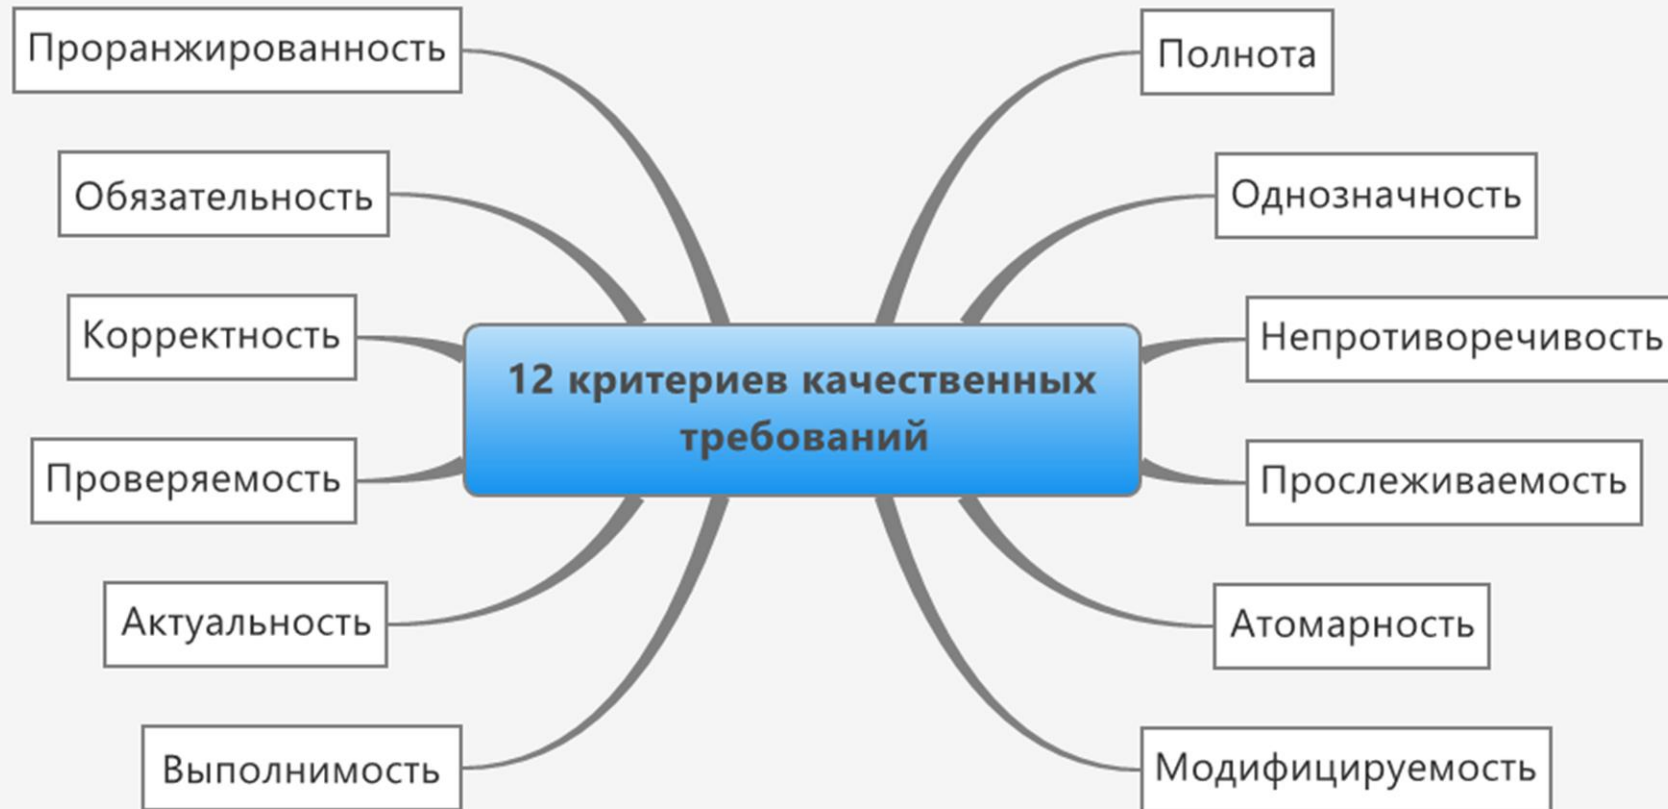 Проранжированность
Обязательность
Корректность
Проверяемость
Актуальность
Выполнимость
12 критериев качественных
требований
Полнота
Однозначность
Непротиворечивость
Прослеживаемость
Атомарность
Модифицируемость